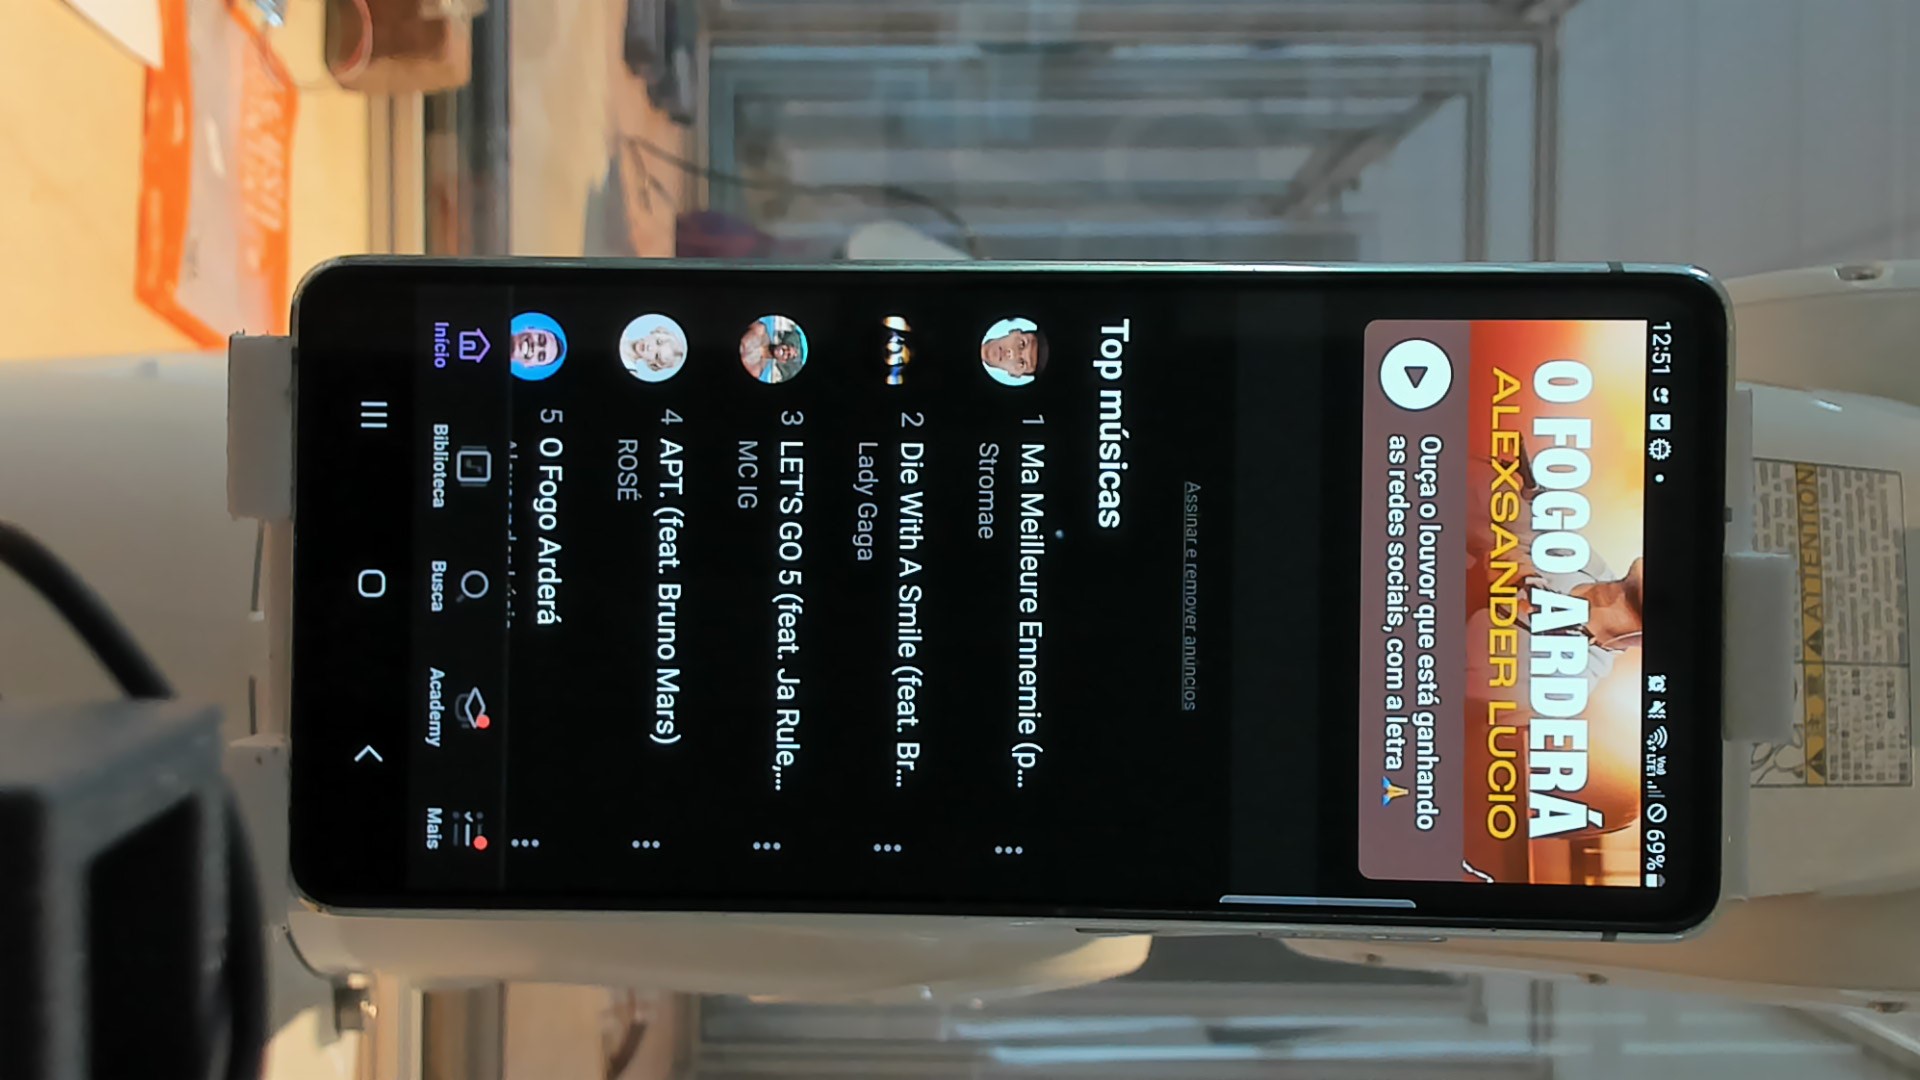 12:51
VoD
LTE1
69%
O FOGO ARDERÁ
ALEXSANDER LUCIO
Ouça o louvor que está ganhando
as redes sociais, com a letra 🙏
Assinar e remover anúncios
Top músicas
1 Ma Meilleure Ennemie (p...
Stromae
2 Die With A Smile (feat. Br...
Lady Gaga
3 LET'S GO 5 (feat. Ja Rule,...
MC IG
4 APT. (feat. Bruno Mars)
ROSÉ
5 O Fogo Arderá
Início
Biblioteca
Busca
Academy
Mais
ATTENTION